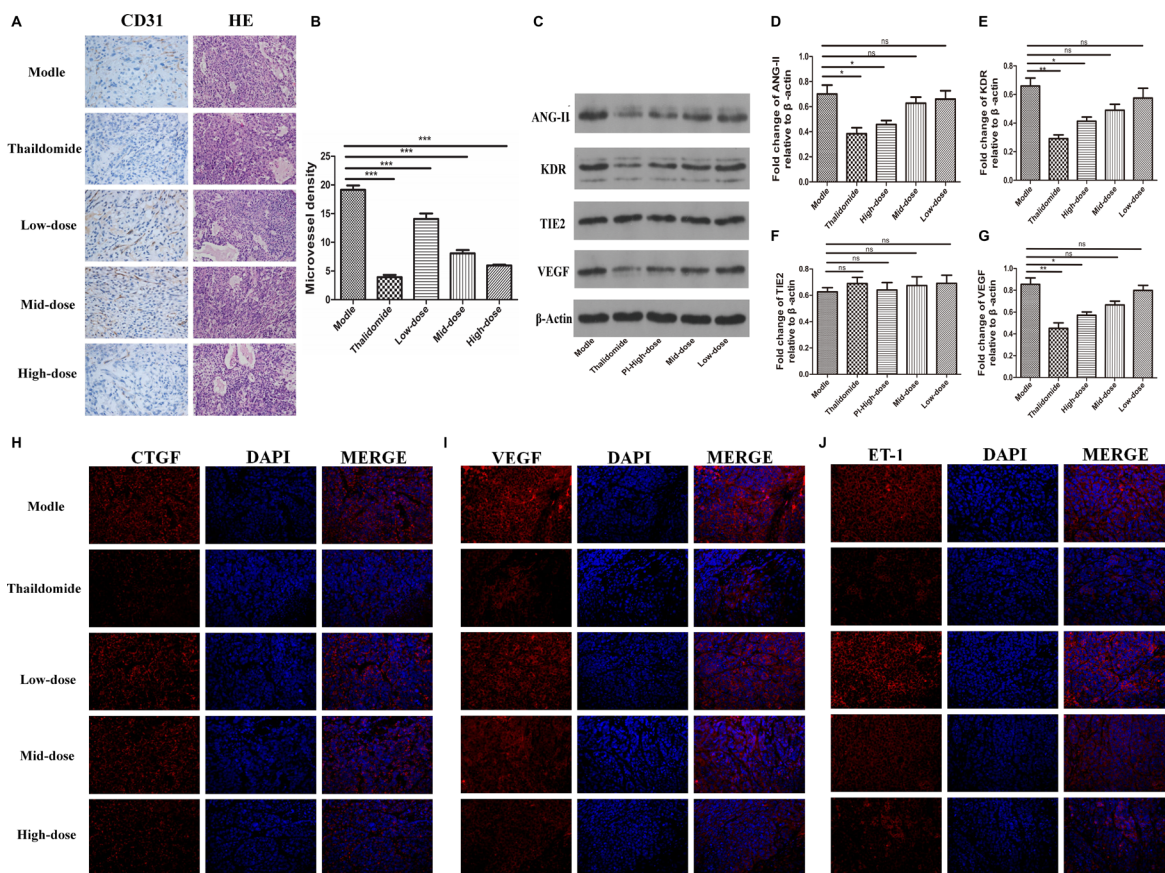 A
CD31
HE
Modle
Thaildomide
Low-dose
Mid-dose
High-dose
B
Microvessel density
25
20
15
10
5
0
***
***
***
***
Modle
Thalidomide
Low-dose
Mid-dose
High-dose
C
ANG-II
KDR
TIE2
VEGF
β-Actin
Modle
Thalidomide
PI-High-dose
Mid-dose
Low-dose
D
Fold change of ANG-II
relative to β -actin
1.0
0.8
0.6
0.4
0.2
0.0
ns
ns
*
*
Modle
Thalidomide
High-dose
Mid-dose
Low-dose
E
Fold change of KDR
relative to β -actin
0.8
0.6
0.4
0.2
0.0
ns
ns
*
**
Modle
Thalidomide
High-dose
Mid-dose
Low-dose
F
Fold change of TIE2
relative to β -actin
0.8
0.6
0.4
0.2
0.0
ns
ns
ns
ns
Modle
Thalidomide
PI-High-dose
Mid-dose
Low-dose
G
Fold change of VEGF
relative to β -actin
1.0
0.8
0.6
0.4
0.2
0.0
ns
ns
*
**
Modle
Thalidomide
High-dose
Mid-dose
Low-dose
H
CTGF
DAPI
MERGE
Modle
Thaildomide
Low-dose
Mid-dose
High-dose
I
VEGF
DAPI
MERGE
J
ET-1
DAPI
MERGE